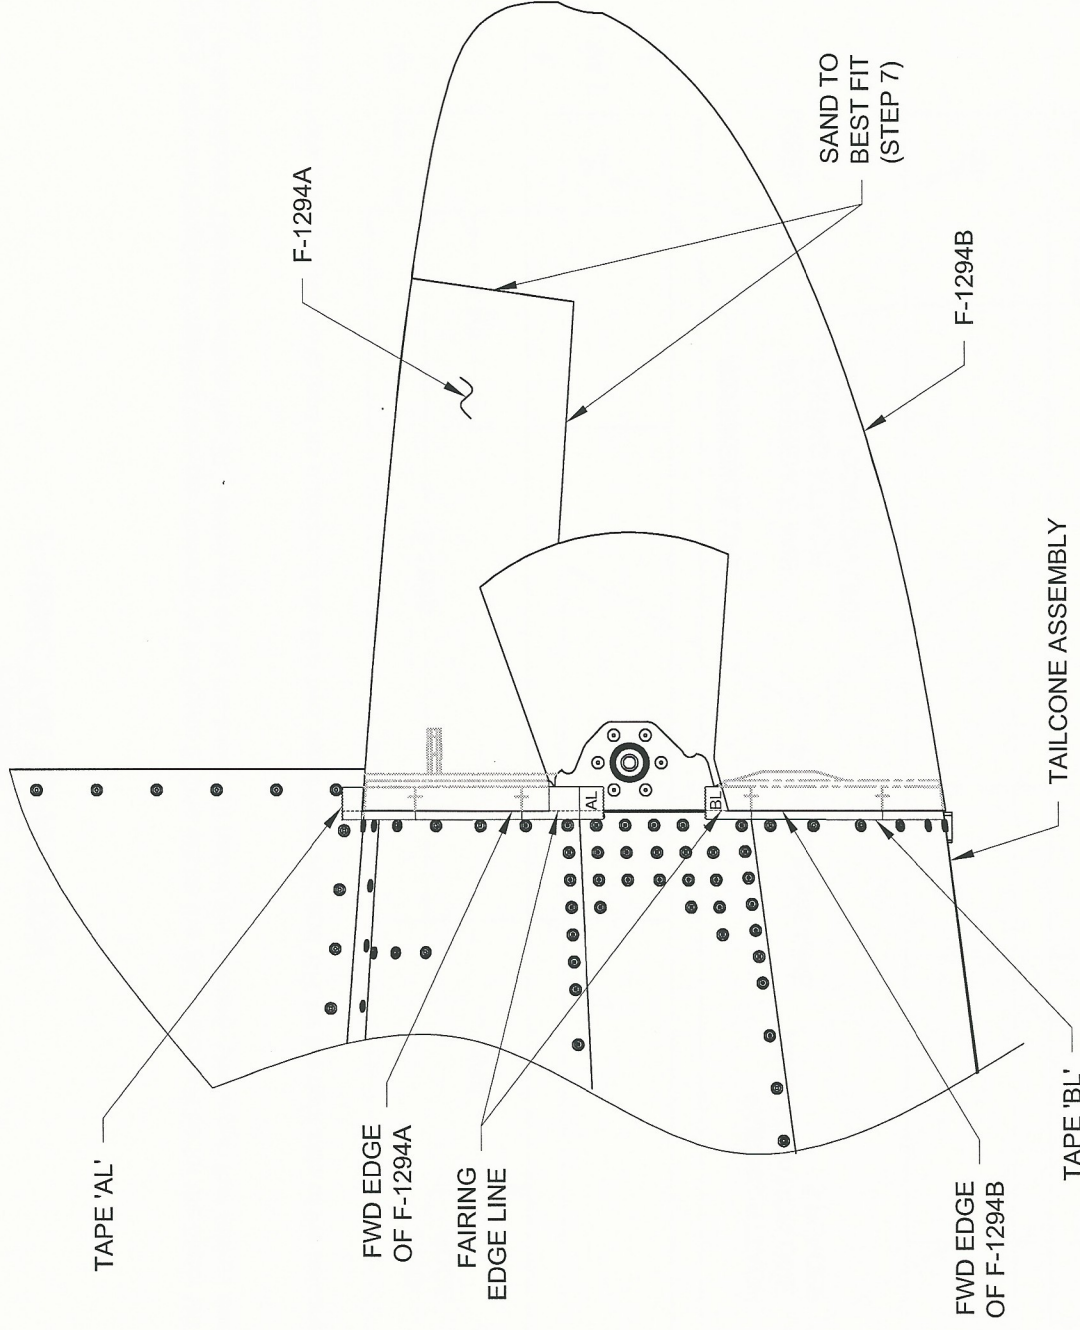 F-1294A
SAND TO
BEST FIT
(STEP 7)
F-1294B
TAILCONE ASSEMBLY
TAPE 'BL'
FWD EDGE
OF F-1294B
FAIRING
EDGE LINE
FWD EDGE
OF F-1294A
TAPE 'AL'
AL
BL